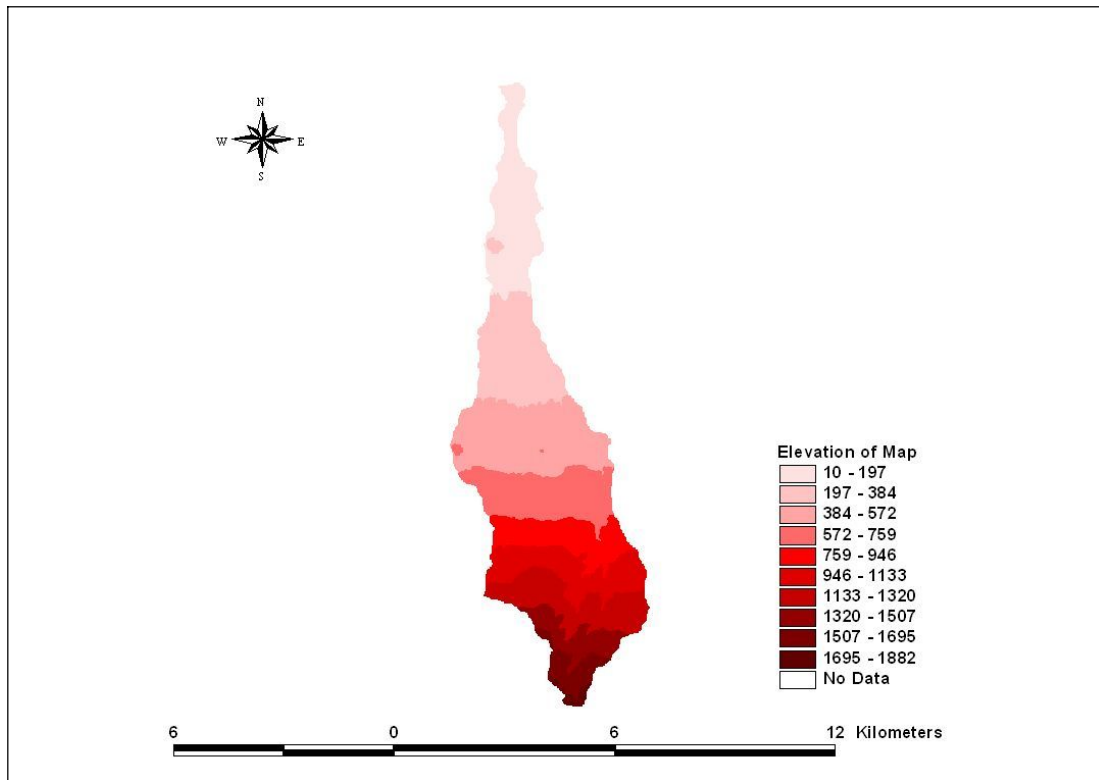 N
W E
S
Elevation of Map
10 - 197
197 - 384
384 - 572
572 - 759
759 - 946
946 - 1133
1133 - 1320
1320 - 1507
1507 - 1695
1695 - 1882
No Data
6 0 6 12 Kilometers